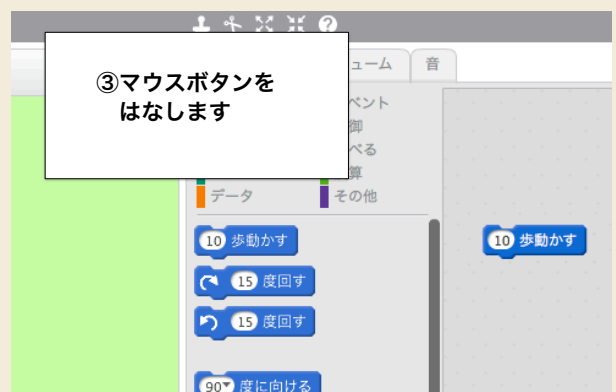 ③マウスボタンを
はなします
ューム
音
ベント
御
べる
算
データ
その他
10 歩動かす
10 歩動かす
15 度回す
15 度回す
90▼ 度に向ける